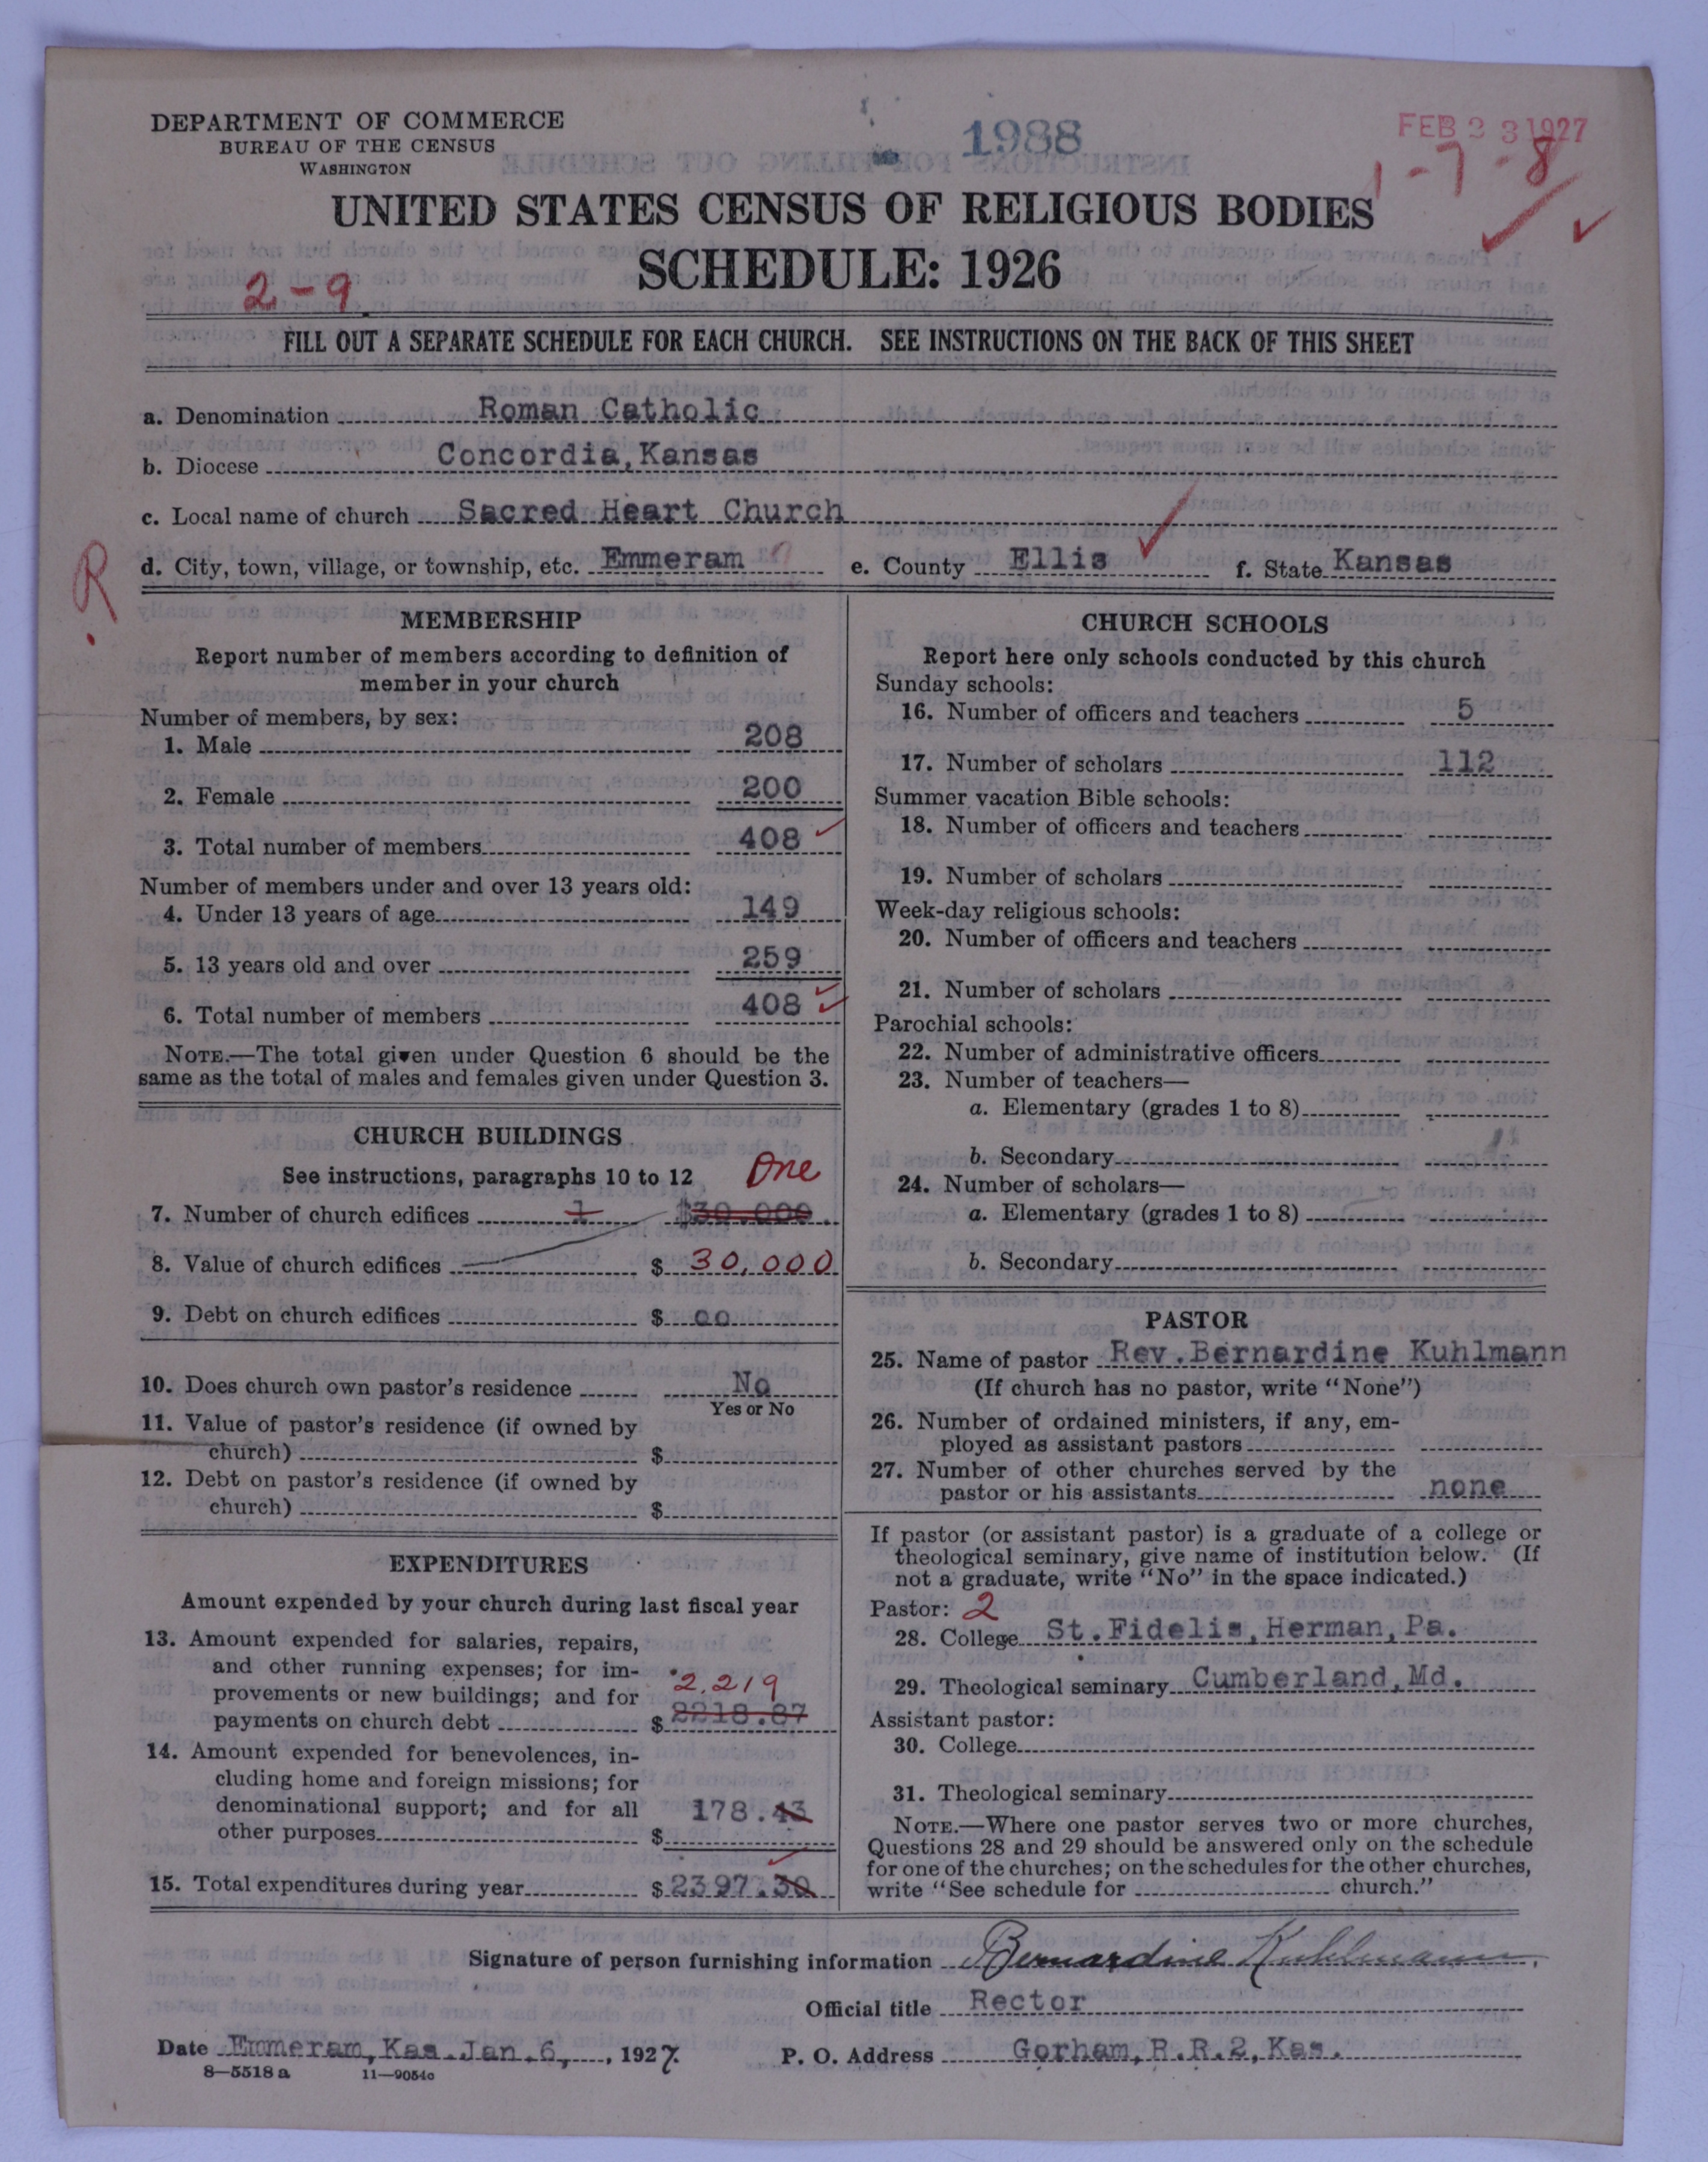 DEPARTMENT OF COMMERCE
BUREAU OF THE CENSUS
WASHINGTON
1988
FEB 23 1927
1-7-8
UNITED STATES CENSUS OF RELIGIOUS BODIES
SCHEDULE: 1926
2-9
FILL OUT A SEPARATE SCHEDULE FOR EACH CHURCH. SEE INSTRUCTIONS ON THE BACK OF THIS SHEET
a. Denomination Roman Catholic
b. Diocese Concordia, Kansas
c. Local name of church Sacred Heart Church
R
d. City, town, village, or township, etc. Emmeram e. County Ellis f. State Kansas
MEMBERSHIP
Report number of members according to definition of
member in your church
Number of members, by sex:
1. Male 208
2. Female 200
3. Total number of members 408
Number of members under and over 13 years old:
4. Under 13 years of age 149
5. 13 years old and over 259
6. Total number of members 408
NOTE.—The total given under Question 6 should be the
same as the total of males and females given under Question 3.
CHURCH BUILDINGS
See instructions, paragraphs 10 to 12 One
7. Number of church edifices 1 $30.000.
8. Value of church edifices $ 30,000
9. Debt on church edifices $ 00
10. Does church own pastor's residence No
Yes or No
11. Value of pastor's residence (if owned by
church) $
12. Debt on pastor's residence (if owned by
church) $
EXPENDITURES
Amount expended by your church during last fiscal year
13. Amount expended for salaries, repairs,
and other running expenses; for im-
provements or new buildings; and for 2,219
payments on church debt $ 2218.87
14. Amount expended for benevolences, in-
cluding home and foreign missions; for
denominational support; and for all 178.43
other purposes $
15. Total expenditures during year $ 2397.30
CHURCH SCHOOLS
Report here only schools conducted by this church
Sunday schools:
16. Number of officers and teachers 5
17. Number of scholars 112
Summer vacation Bible schools:
18. Number of officers and teachers
19. Number of scholars
Week-day religious schools:
20. Number of officers and teachers
21. Number of scholars
Parochial schools:
22. Number of administrative officers
23. Number of teachers—
a. Elementary (grades 1 to 8)
b. Secondary
24. Number of scholars—
a. Elementary (grades 1 to 8)
b. Secondary
PASTOR
25. Name of pastor Rev. Bernardine Kuhlmann
(If church has no pastor, write "None")
26. Number of ordained ministers, if any, em-
ployed as assistant pastors
27. Number of other churches served by the
pastor or his assistants none
If pastor (or assistant pastor) is a graduate of a college or
theological seminary, give name of institution below. (If
not a graduate, write "No" in the space indicated.)
Pastor: 2
28. College St. Fidelis, Herman, Pa.
29. Theological seminary Cumberland, Md.
Assistant pastor:
30. College
31. Theological seminary
NOTE.—Where one pastor serves two or more churches,
Questions 28 and 29 should be answered only on the schedule
for one of the churches; on the schedules for the other churches,
write "See schedule for church."
Signature of person furnishing information Bernardine Kuhlmann.
Official title Rector
Date Emmeram, Kas. Jan. 6, , 1927. P. O. Address Gorham, R.R.2, Kas.
8—5518 a 11—9054c